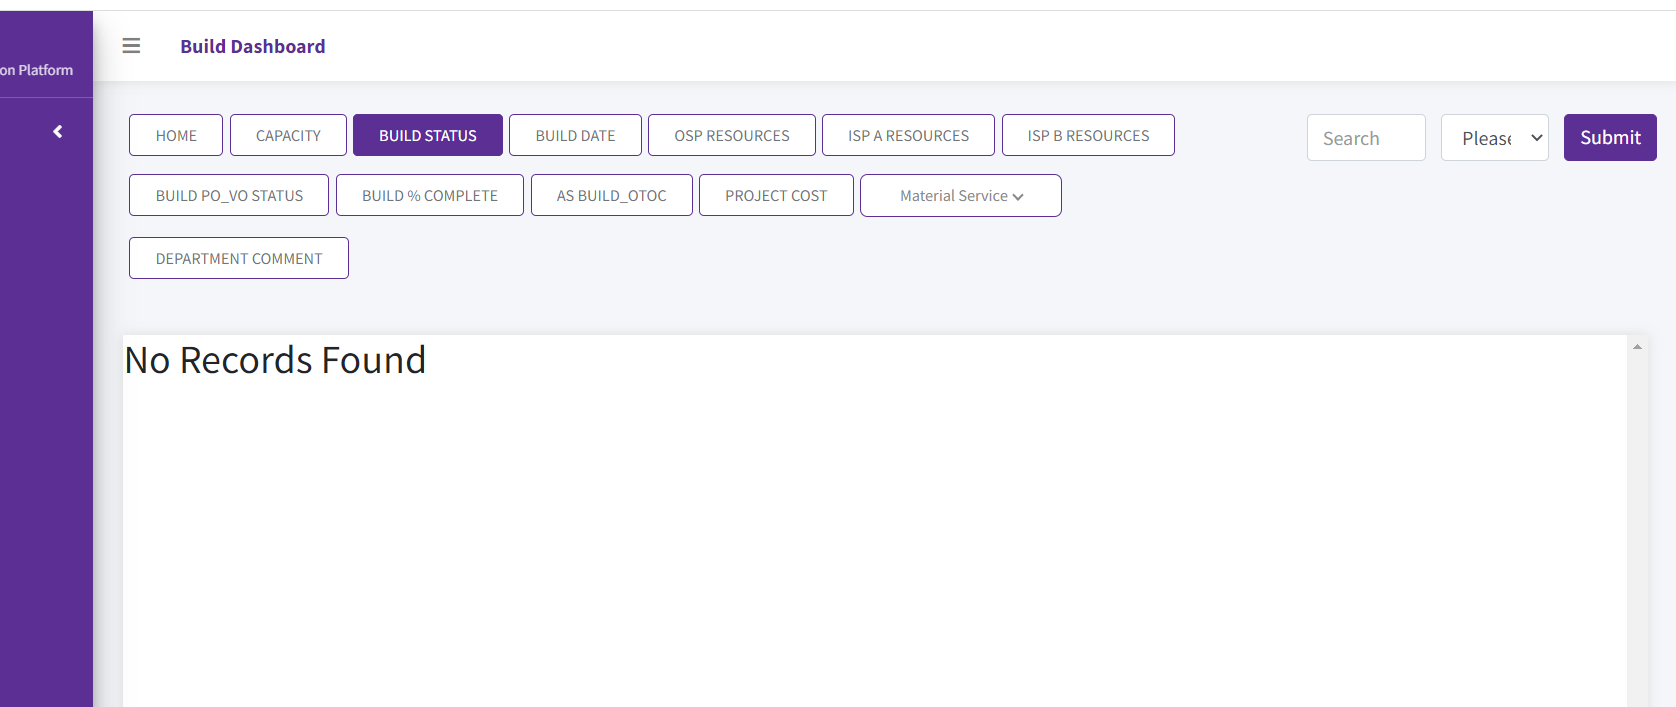 Build Dashboard
on Platform
HOME CAPACITY BUILD STATUS BUILD DATE OSP RESOURCES ISP A RESOURCES ISP B RESOURCES Search Please Submit
BUILD PO_VO STATUS BUILD % COMPLETE AS BUILD_OTOC PROJECT COST Material Service
DEPARTMENT COMMENT
No Records Found